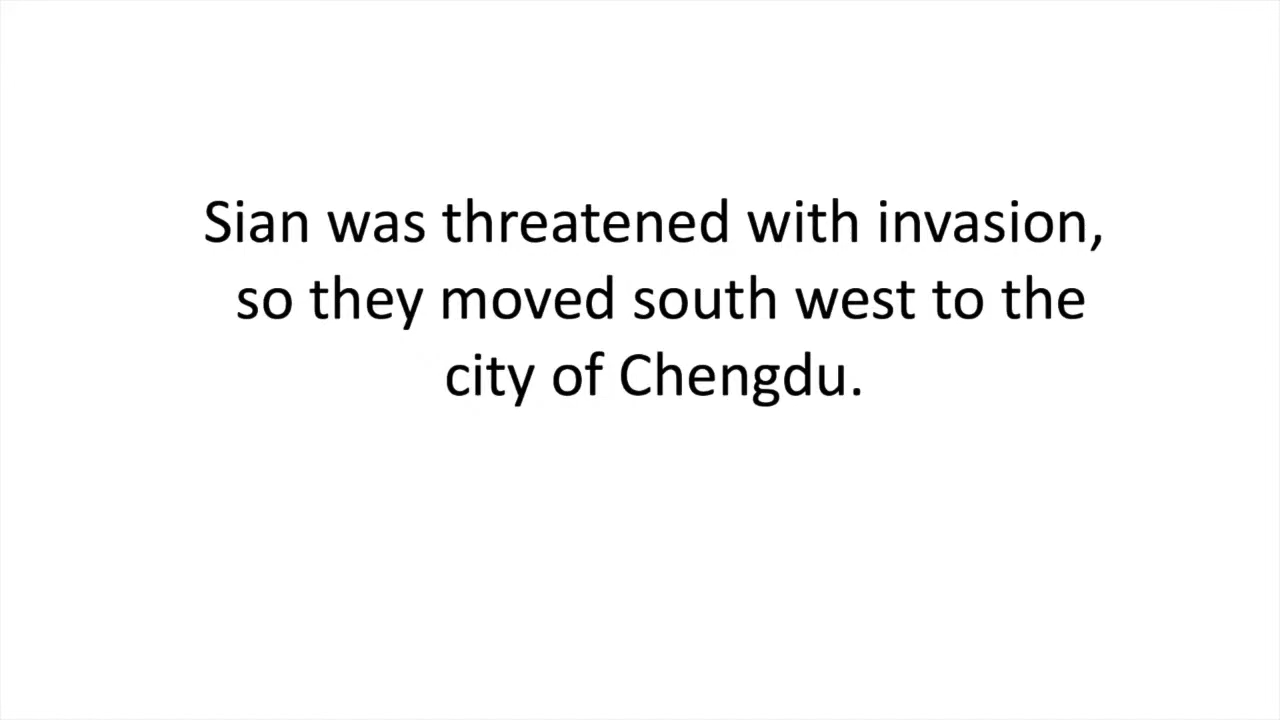 Sian was threatened with invasion,
so they moved south west to the
city of Chengdu.